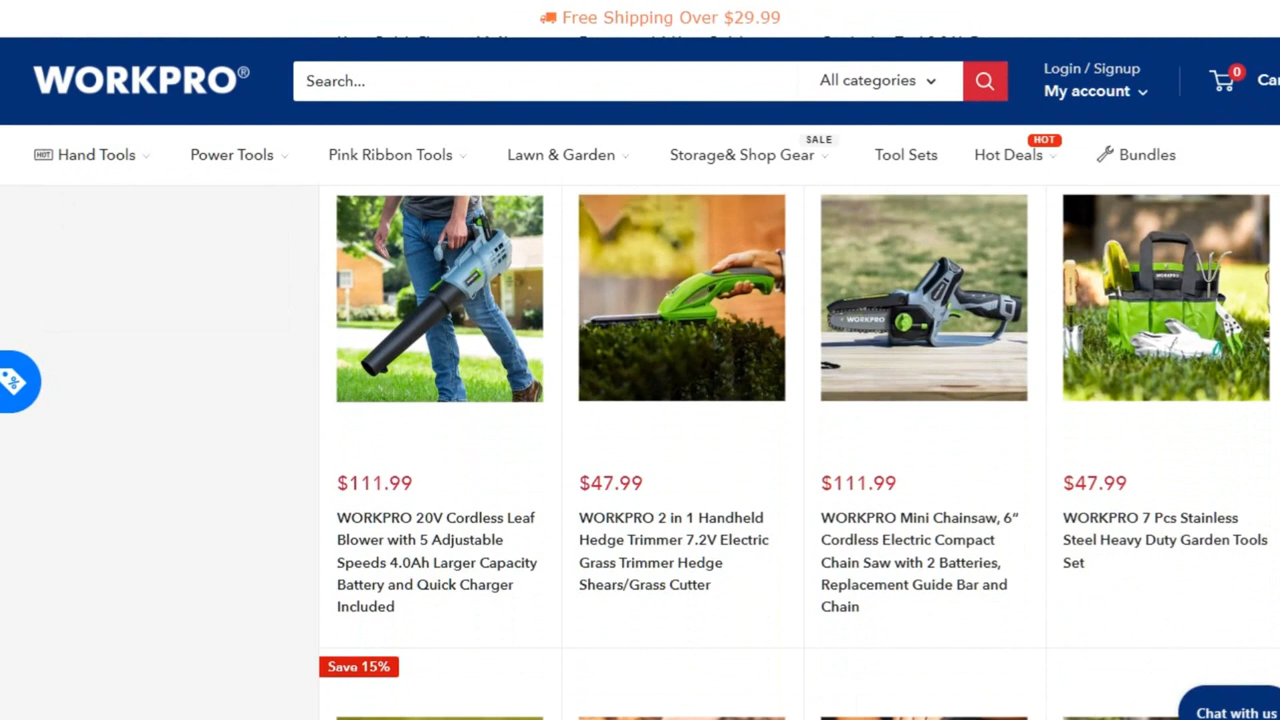 Free Shipping Over $29.99
WORKPRO®
Search...
All categories
Login / Signup
My account
0
HOT Hand Tools
Power Tools
Pink Ribbon Tools
Lawn & Garden
SALE
Storage& Shop Gear
Tool Sets
HOT
Hot Deals
Bundles
WORKPRO
WORKPRO
$111.99
$47.99
$111.99
$47.99
WORKPRO 20V Cordless Leaf
Blower with 5 Adjustable
Speeds 4.0Ah Larger Capacity
Battery and Quick Charger
Included
WORKPRO 2 in 1 Handheld
Hedge Trimmer 7.2V Electric
Grass Trimmer Hedge
Shears/Grass Cutter
WORKPRO Mini Chainsaw, 6“
Cordless Electric Compact
Chain Saw with 2 Batteries,
Replacement Guide Bar and
Chain
WORKPRO 7 Pcs Stainless
Steel Heavy Duty Garden Tools
Set
Save 15%
Chat with us